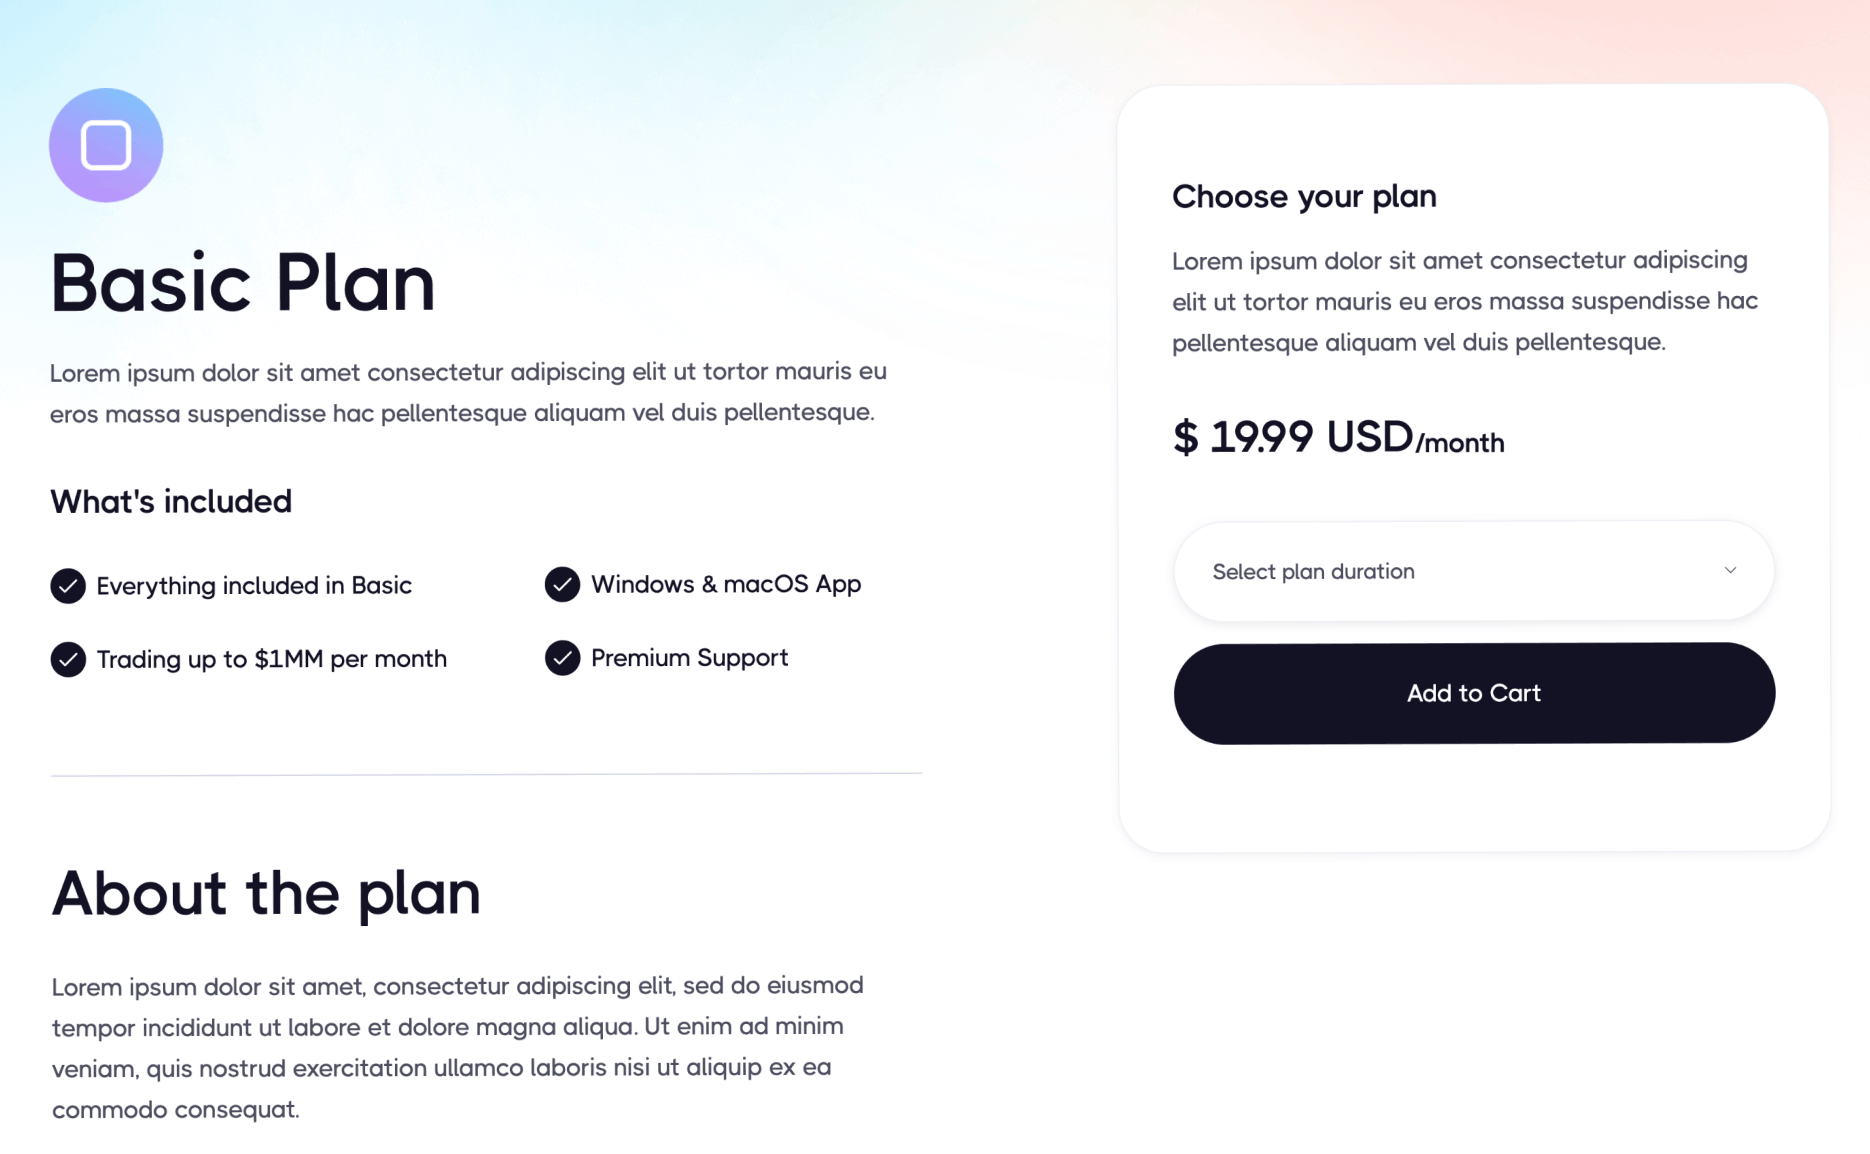 Basic Plan
Lorem ipsum dolor sit amet consectetur adipiscing elit ut tortor mauris eu
eros massa suspendisse hac pellentesque aliquam vel duis pellentesque.
What's included
Everything included in Basic
Windows & macOS App
Trading up to $1MM per month
Premium Support
About the plan
Lorem ipsum dolor sit amet, consectetur adipiscing elit, sed do eiusmod
tempor incididunt ut labore et dolore magna aliqua. Ut enim ad minim
veniam, quis nostrud exercitation ullamco laboris nisi ut aliquip ex ea
commodo consequat.
Choose your plan
Lorem ipsum dolor sit amet consectetur adipiscing
elit ut tortor mauris eu eros massa suspendisse hac
pellentesque aliquam vel duis pellentesque.
$ 19.99 USD/month
Select plan duration
Add to Cart